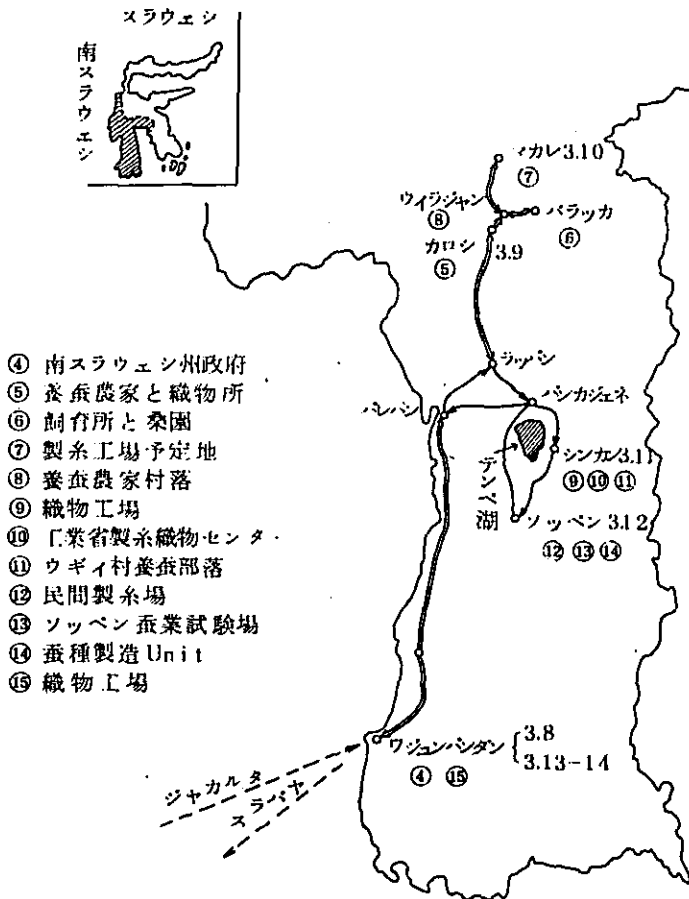 スラウェシ
南スラウェシ
マカレ3.10
⑦
ウィラジャン
⑧
バラッカ
⑥
カロシ
3.9
⑤
ラッパン
④ 南スラウェシ州政府
⑤ 養蚕農家と織物所
⑥ 飼育所と桑園
⑦ 製糸工場予定地
⑧ 養蚕農家村落
⑨ 織物工場
⑩ 工業省製糸織物センタ
⑪ ウギィ村養蚕部落
⑫ 民間製糸場
⑬ ソッペン蚕業試験場
⑭ 蚕種製造Unit
⑮ 織物工場
パンカジェネ
パレパシ
シンカン3.11
⑨⑩⑪
テンペ湖
ソッペン3.12
⑫ ⑬ ⑭
ワジュンパンダン
3.8
3.13-14
④ ⑮
ジャカルタ
スラバヤ